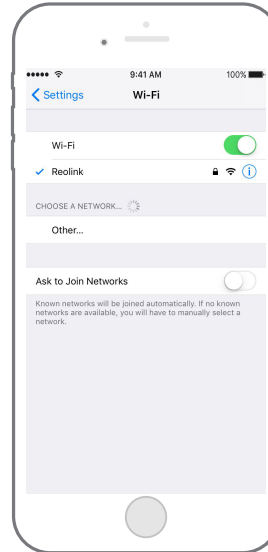 9:41 AM 100%
Settings Wi-Fi
Wi-Fi
Reolink
CHOOSE A NETWORK...
Other...
Ask to Join Networks
Known networks will be joined automatically. If no known
networks are available, you will have to manually select a
network.